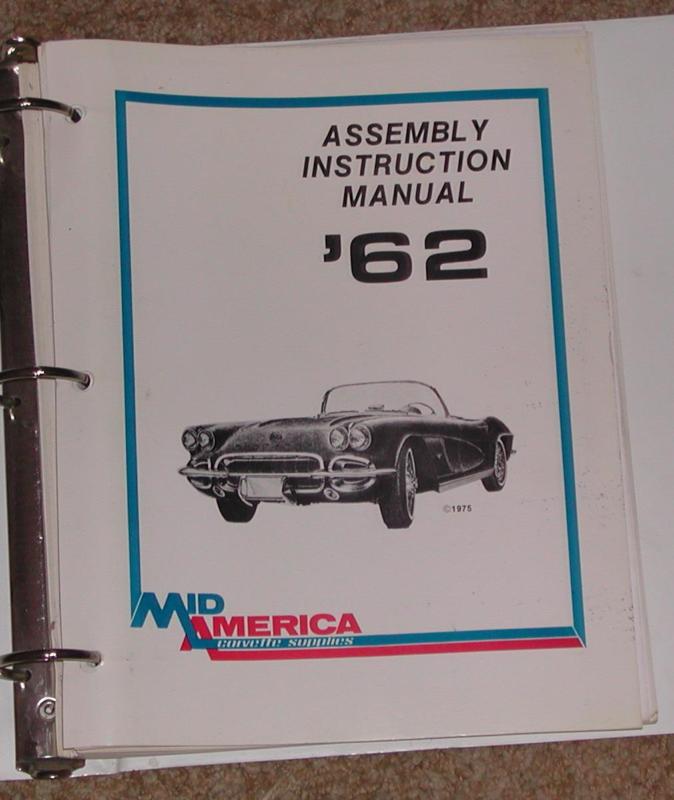 ASSEMBLY
INSTRUCTION
MANUAL
'62
©1975
MID
AMERICA
corvette supplies